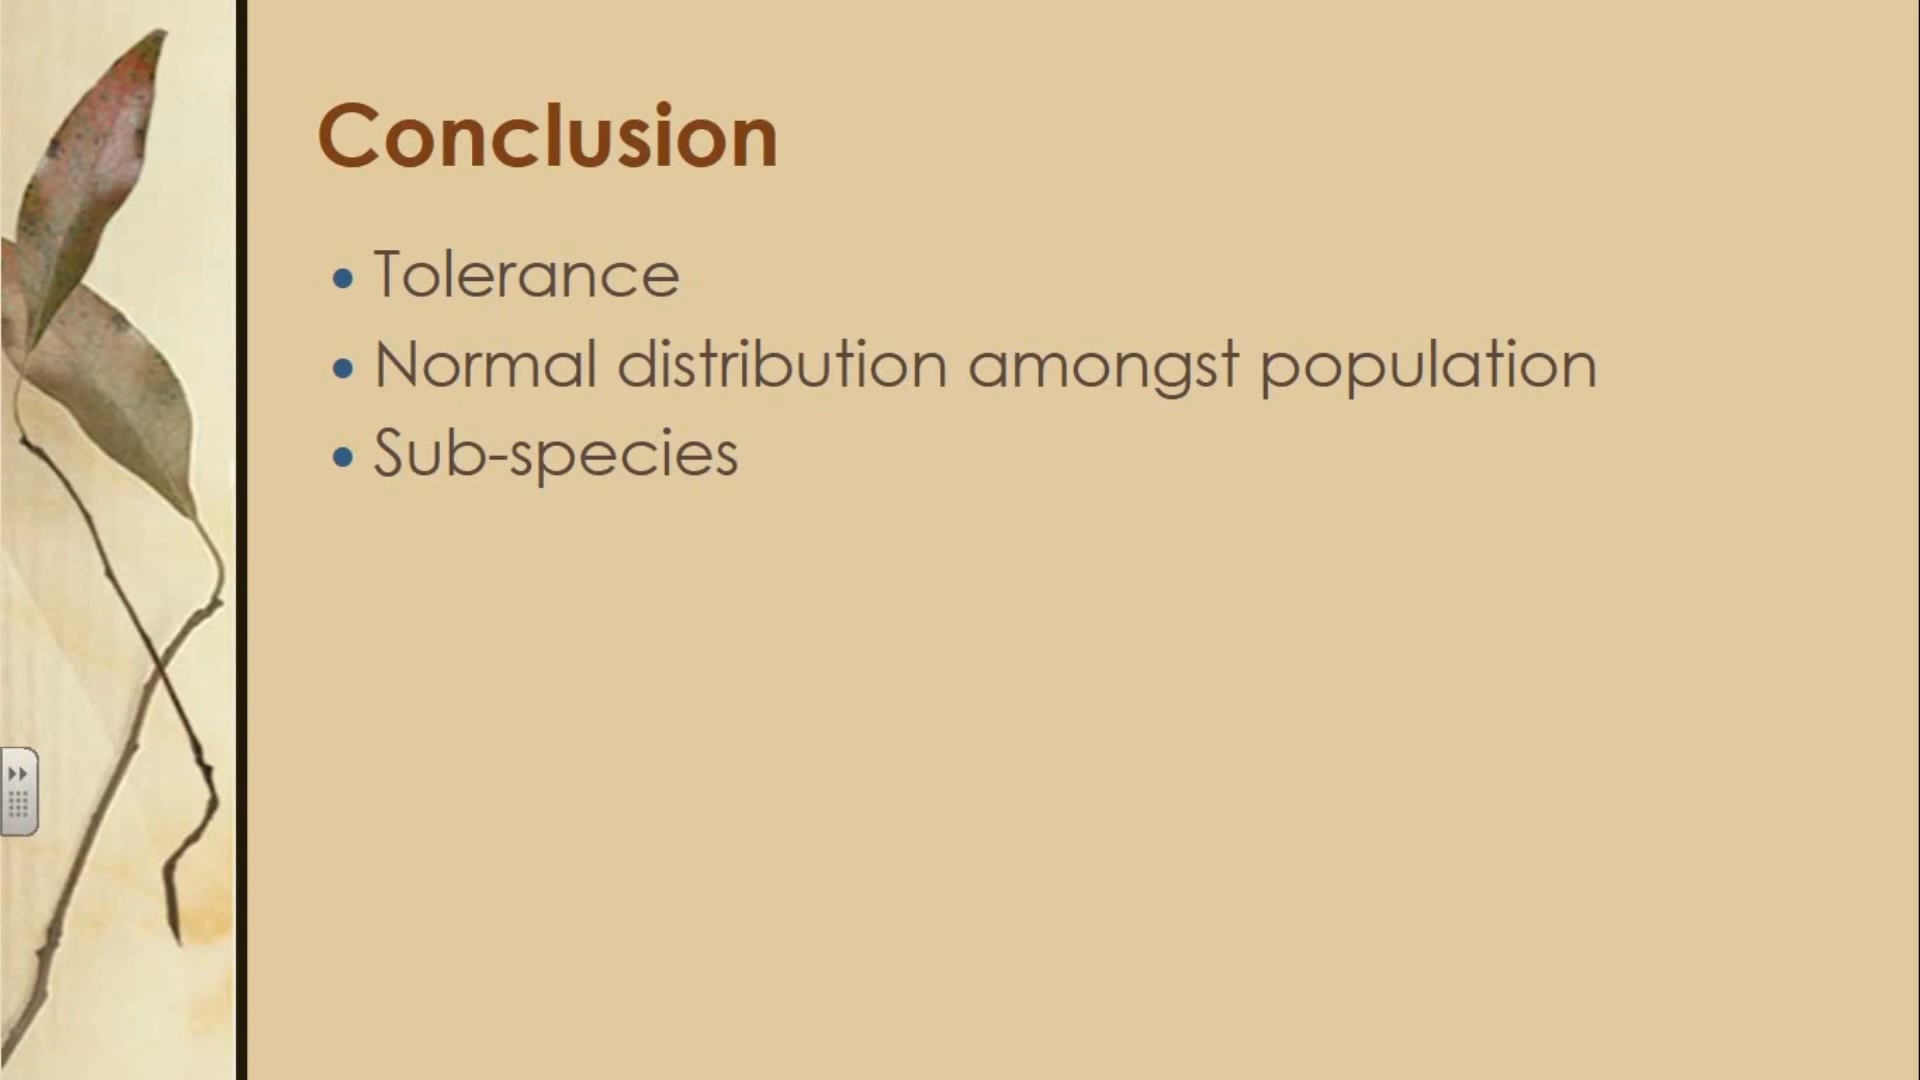 Conclusion
• Tolerance
• Normal distribution amongst population
• Sub-species